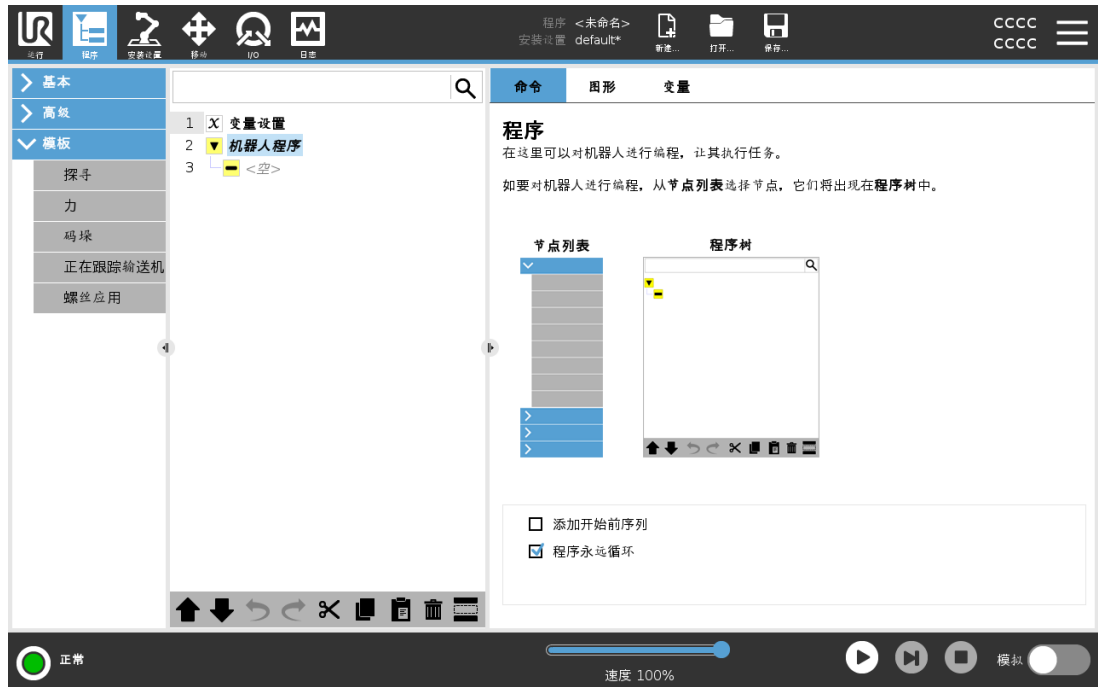 UR
运行
程序
安装设置
移动
I/O
日志
程序 <未命名>
安装设置 default*
新建...
打开...
保存...
cccc
cccc
基本
高级
模板
探寻
力
码垛
正在跟踪输送机
螺丝应用
1 X 变量设置
2 机器人程序
3 <空>
命令
图形
变量
程序
在这里可以对机器人进行编程，让其执行任务。
如要对机器人进行编程，从节点列表选择节点，它们将出现在程序树中。
节点列表
程序树
添加开始前序列
程序永远循环
正常
速度 100%
模拟